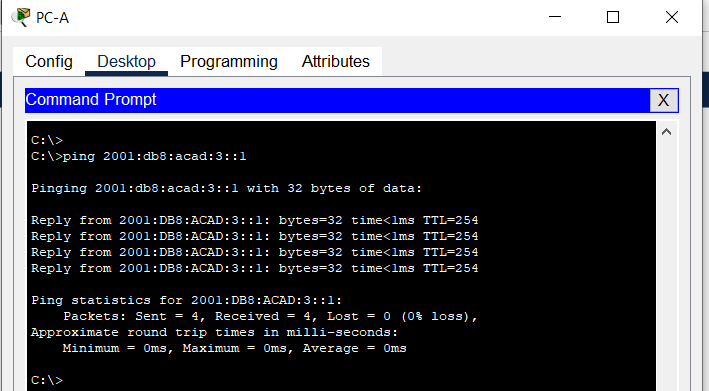 PC-A
Config Desktop Programming Attributes
Command Prompt X
C:\>
C:\>ping 2001:db8:acad:3::1
Pinging 2001:db8:acad:3::1 with 32 bytes of data:
Reply from 2001:DB8:ACAD:3::1: bytes=32 time<1ms TTL=254
Reply from 2001:DB8:ACAD:3::1: bytes=32 time<1ms TTL=254
Reply from 2001:DB8:ACAD:3::1: bytes=32 time<1ms TTL=254
Reply from 2001:DB8:ACAD:3::1: bytes=32 time<1ms TTL=254
Ping statistics for 2001:DB8:ACAD:3::1:
Packets: Sent = 4, Received = 4, Lost = 0 (0% loss),
Approximate round trip times in milli-seconds:
Minimum = 0ms, Maximum = 0ms, Average = 0ms
C:\>